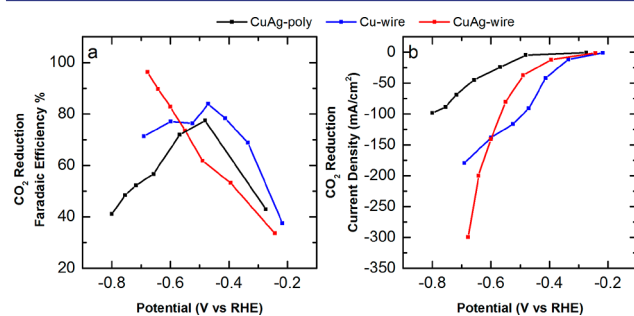 CuAg-poly Cu-wire CuAg-wire
a
CO2 Reduction
Faradaic Efficiency %
100
80
60
40
20
-0.8 -0.6 -0.4 -0.2
Potential (V vs RHE)
b
CO2 Reduction
Current Density (mA/cm2)
0
-50
-100
-150
-200
-250
-300
-350
-0.8 -0.6 -0.4 -0.2
Potential (V vs RHE)